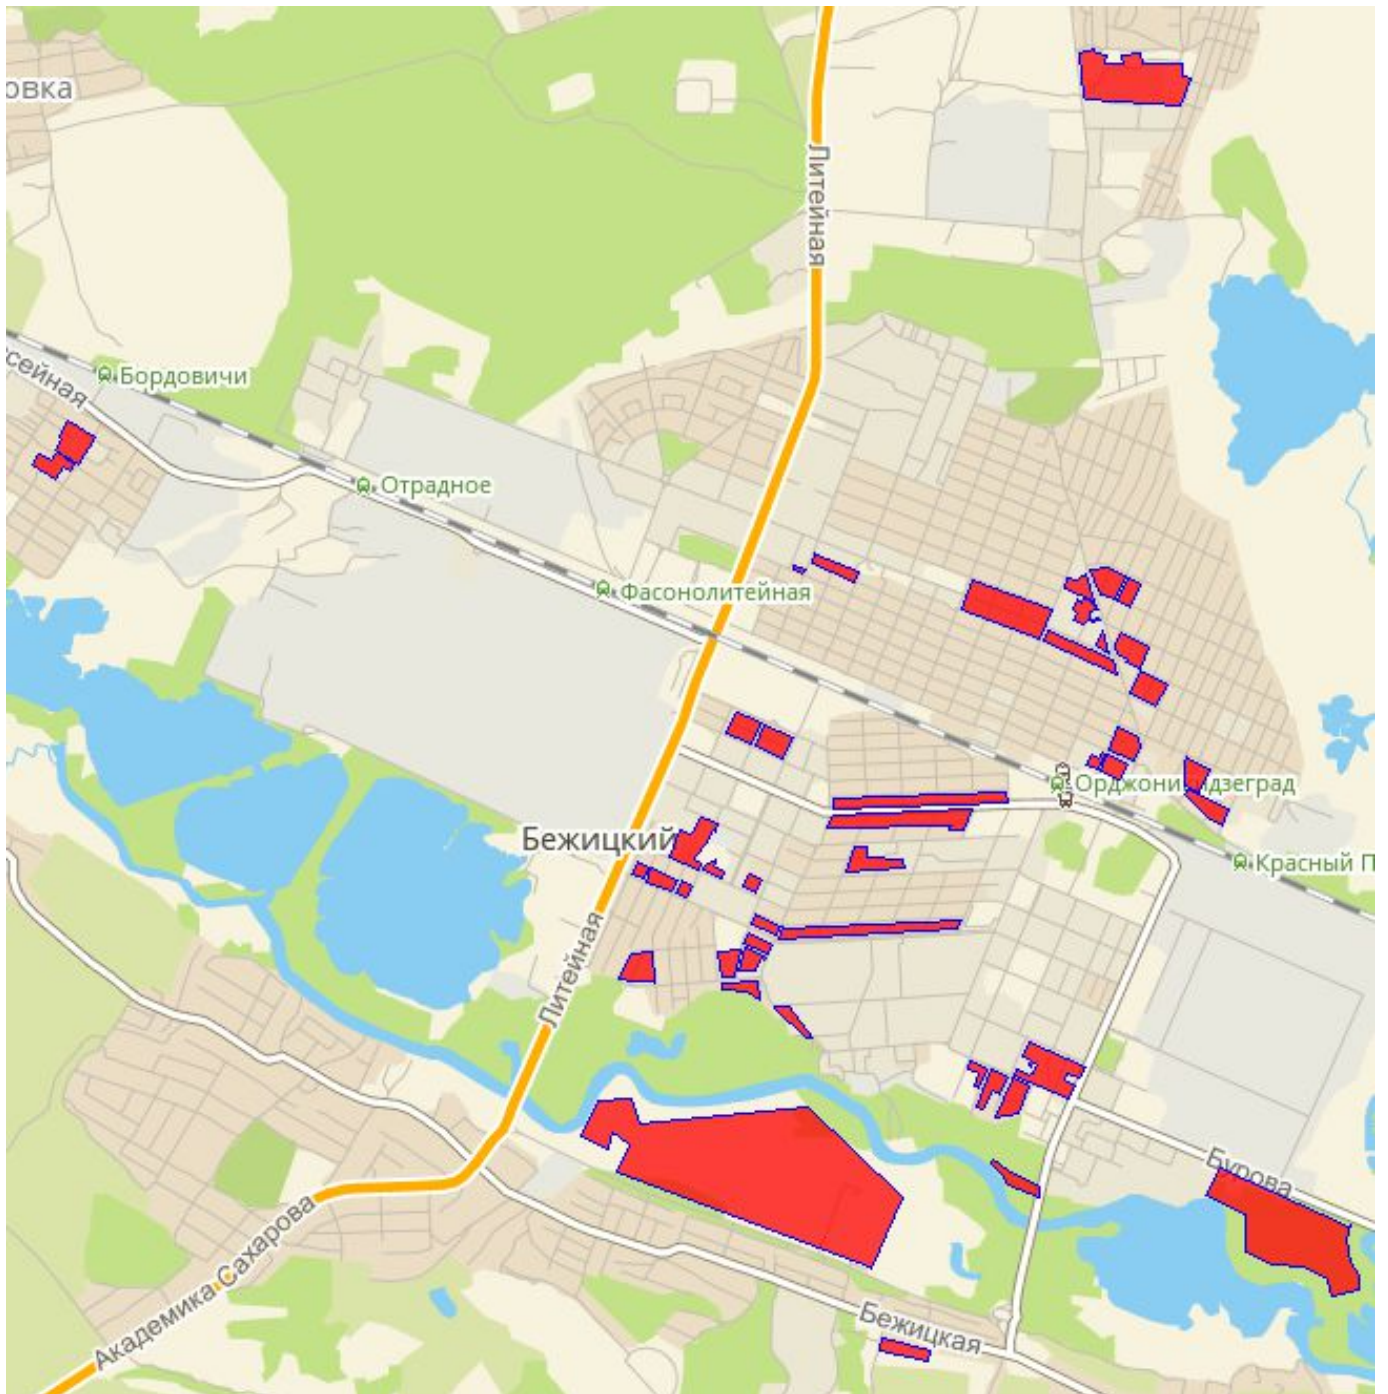 овка
Литейная
сейная
Бордовичи
Отрадное
Фасонолитейная
Бежицкий
Красный П
Литейная
Бурова
Академика Сахарова
Бежицкая